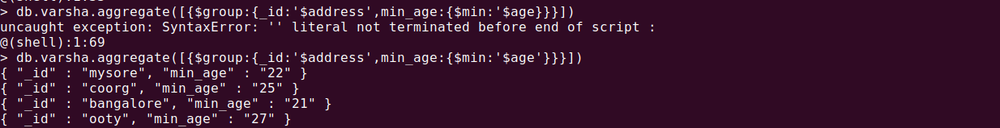 > db.varsha.aggregate([{$group:{_id:'$address',min_age:{$min:'$age}}}])
uncaught exception: SyntaxError: '' literal not terminated before end of script :
@(shell):1:69
> db.varsha.aggregate([{$group:{_id:'$address',min_age:{$min:'$age'}}}])
{ "_id" : "mysore", "min_age" : "22" }
{ "_id" : "coorg", "min_age" : "25" }
{ "_id" : "bangalore", "min_age" : "21" }
{ "_id" : "ooty", "min_age" : "27" }